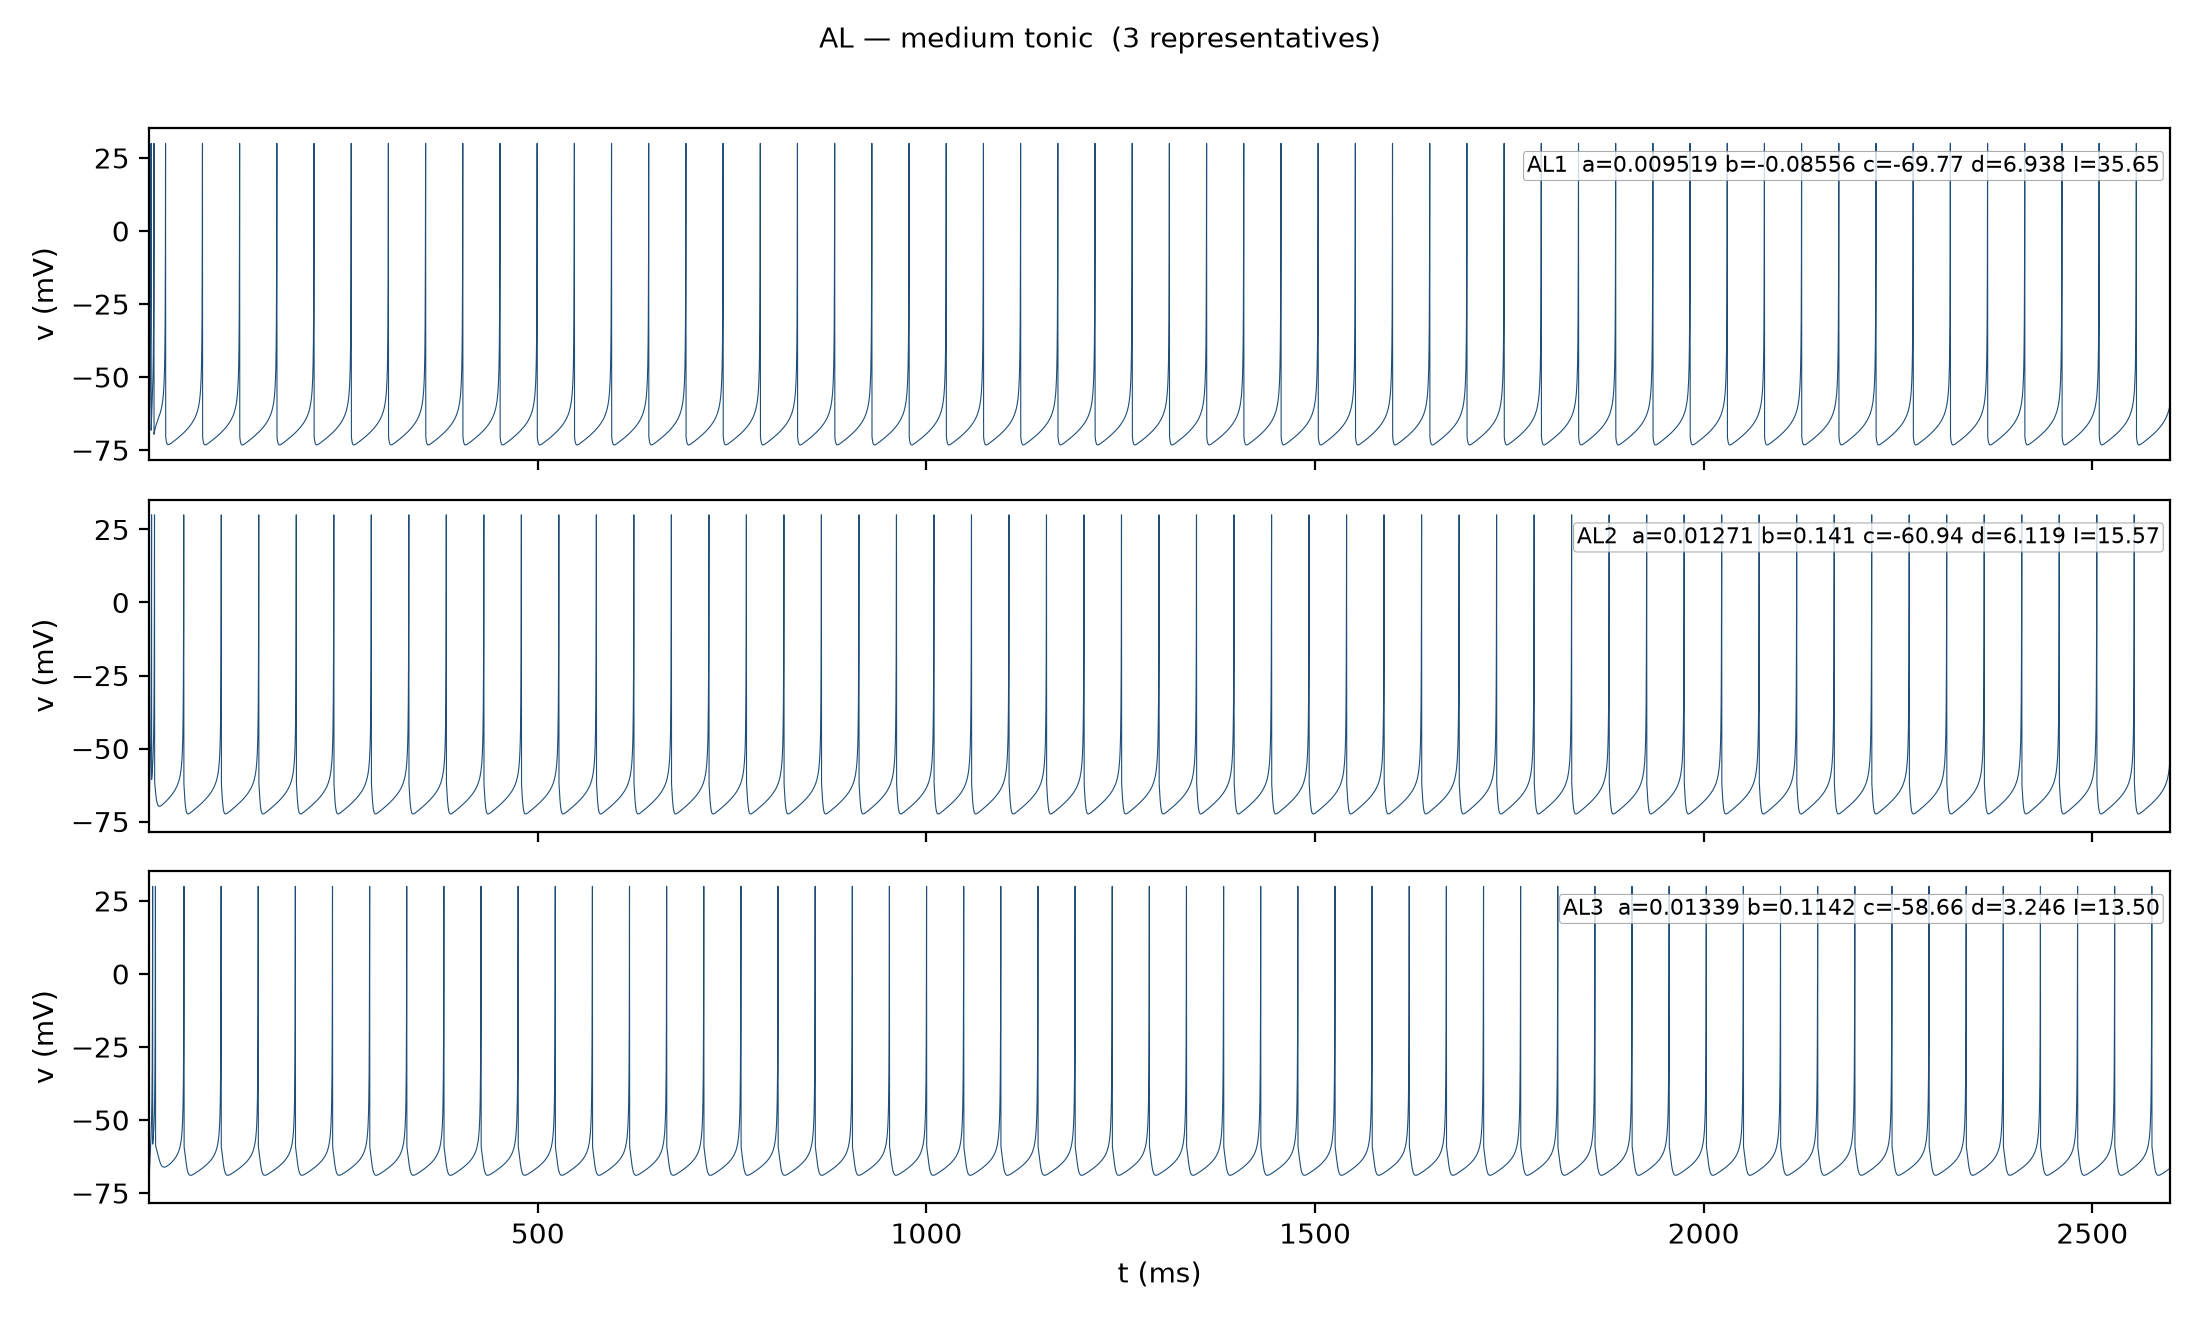 AL — medium tonic  (3 representatives)
25
0
−25
−50
−75
v (mV)
AL1  a=0.009519 b=-0.08556 c=-69.77 d=6.938 I=35.65
25
0
−25
−50
−75
v (mV)
AL2  a=0.01271 b=0.141 c=-60.94 d=6.119 I=15.57
25
0
−25
−50
−75
v (mV)
AL3  a=0.01339 b=0.1142 c=-58.66 d=3.246 I=13.50
500 1000 1500 2000 2500
t (ms)